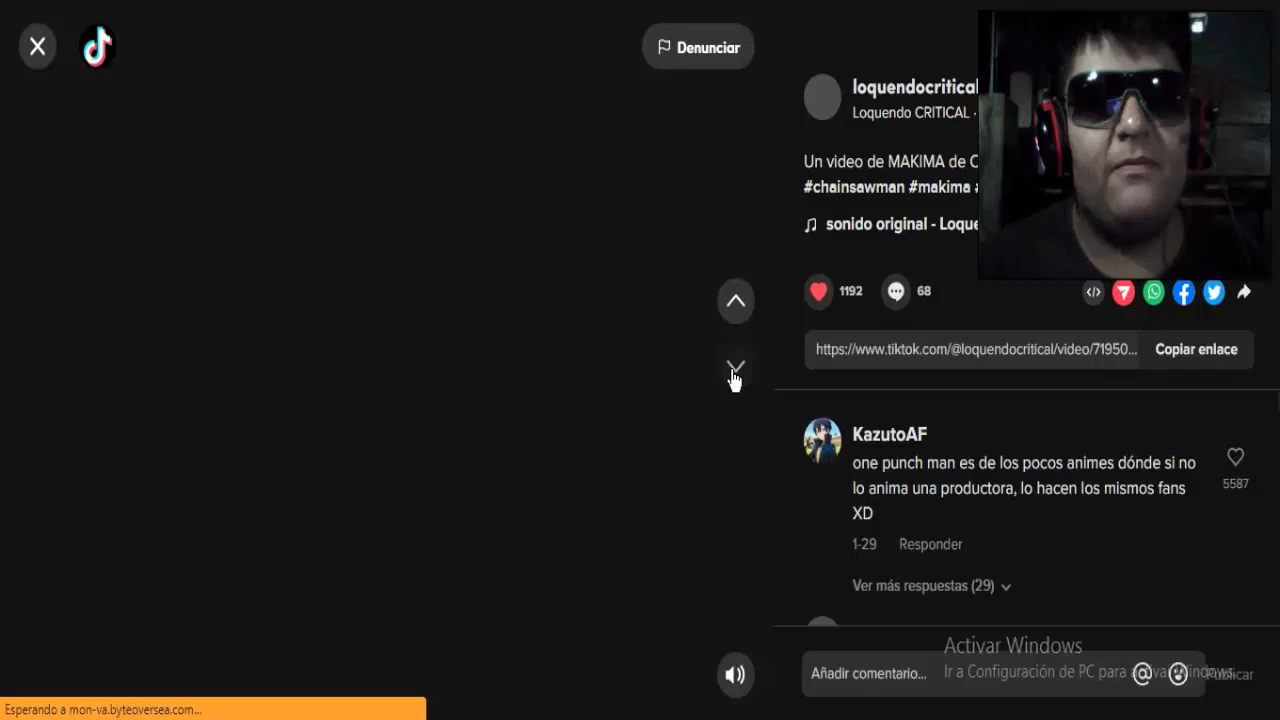 Denunciar
loquendocritical
Loquendo CRITICAL -
Un video de MAKIMA de
#chainsawman #makima
sonido original - Loque
1192
68
https://www.tiktok.com/@loquendocritical/video/71950...
Copiar enlace
KazutoAF
one punch man es de los pocos animes dónde si no
lo anima una productora, lo hacen los mismos fans
XD
5587
1-29 Responder
Ver más respuestas (29)
Activar Windows
Añadir comentario...
Ir a Configuración de PC para activar Windows.
Publicar
Esperando a mon-va.byteoversea.com...